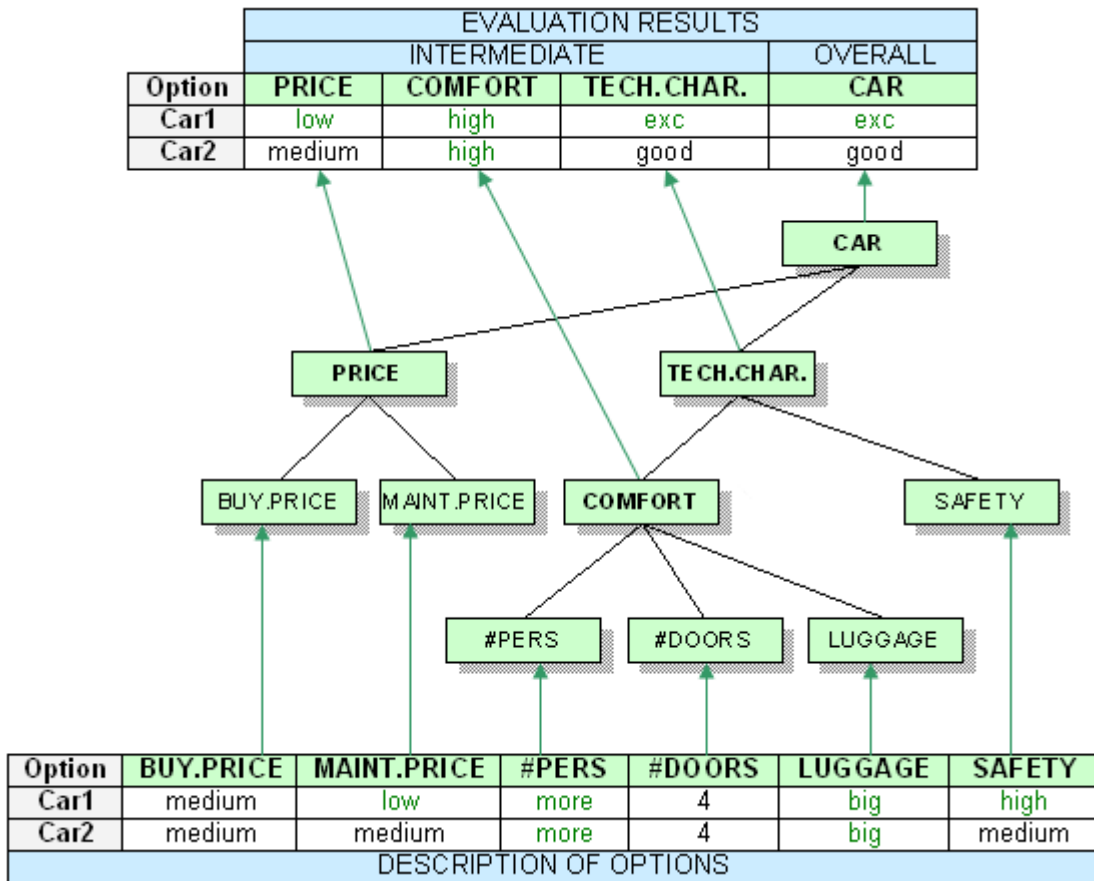 EVALUATION RESULTS
INTERMEDIATE OVERALL
Option PRICE COMFORT TECH.CHAR. CAR
Car1 low high exc exc
Car2 medium high good good
CAR
PRICE TECH.CHAR.
BUY.PRICE MAINT.PRICE COMFORT SAFETY
#PERS #DOORS LUGGAGE
Option BUY.PRICE MAINT.PRICE #PERS #DOORS LUGGAGE SAFETY
Car1 medium low more 4 big high
Car2 medium medium more 4 big medium
DESCRIPTION OF OPTIONS